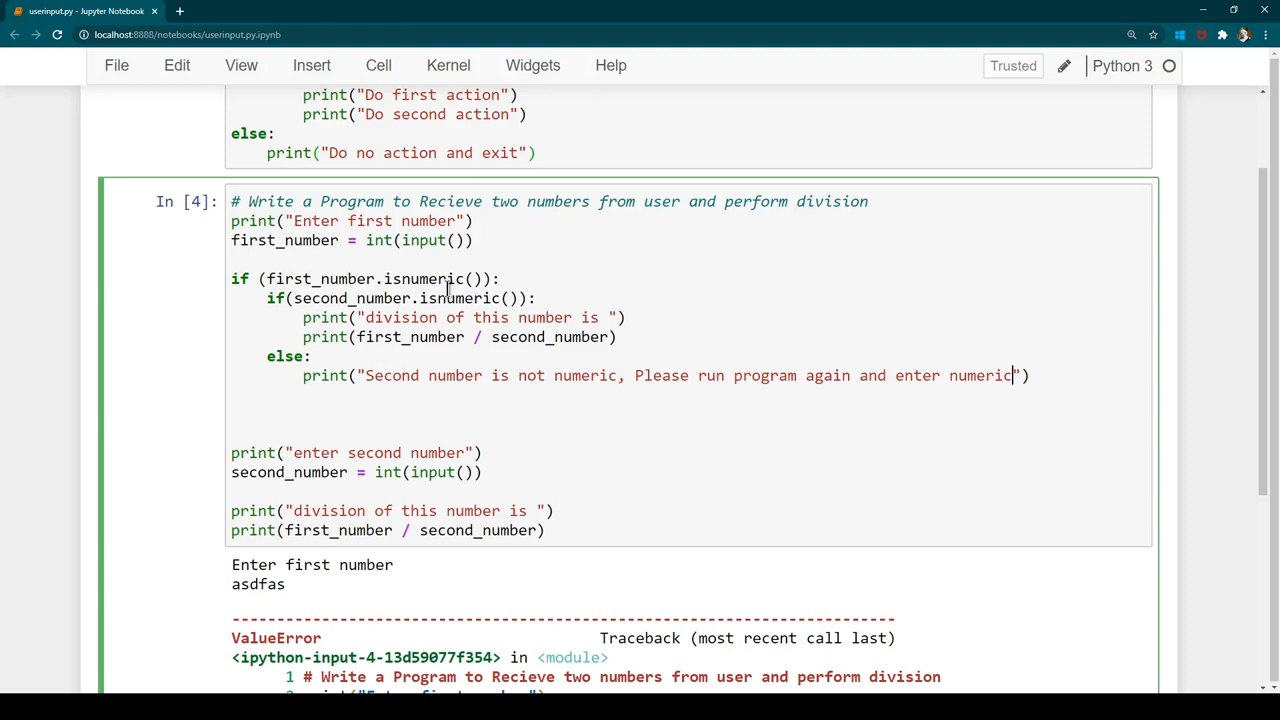 userinput.py - Jupyter Notebook
localhost:8888/notebooks/userinput.py.ipynb
File Edit View Insert Cell Kernel Widgets Help Trusted Python 3
print("Do first action")
print("Do second action")
else:
print("Do no action and exit")
In [4]:
# Write a Program to Recieve two numbers from user and perform division
print("Enter first number")
first_number = int(input())
if (first_number.isnumeric()):
if(second_number.isnumeric()):
print("division of this number is ")
print(first_number / second_number)
else:
print("Second number is not numeric, Please run program again and enter numeric")
print("enter second number")
second_number = int(input())
print("division of this number is ")
print(first_number / second_number)
Enter first number
asdfas
---------------------------------------------------------------------------
ValueError Traceback (most recent call last)
<ipython-input-4-13d59077f354> in <module>
1 # Write a Program to Recieve two numbers from user and perform division